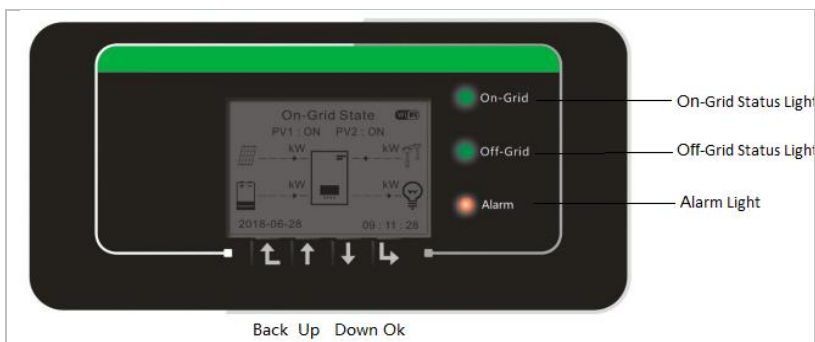 On-Grid State WiFi
PV1 : ON PV2 : ON
kW kW
kW kW
2018-06-28 09 : 11 : 28
On-Grid
Off-Grid
Alarm
On-Grid Status Light
Off-Grid Status Light
Alarm Light
Back Up Down Ok